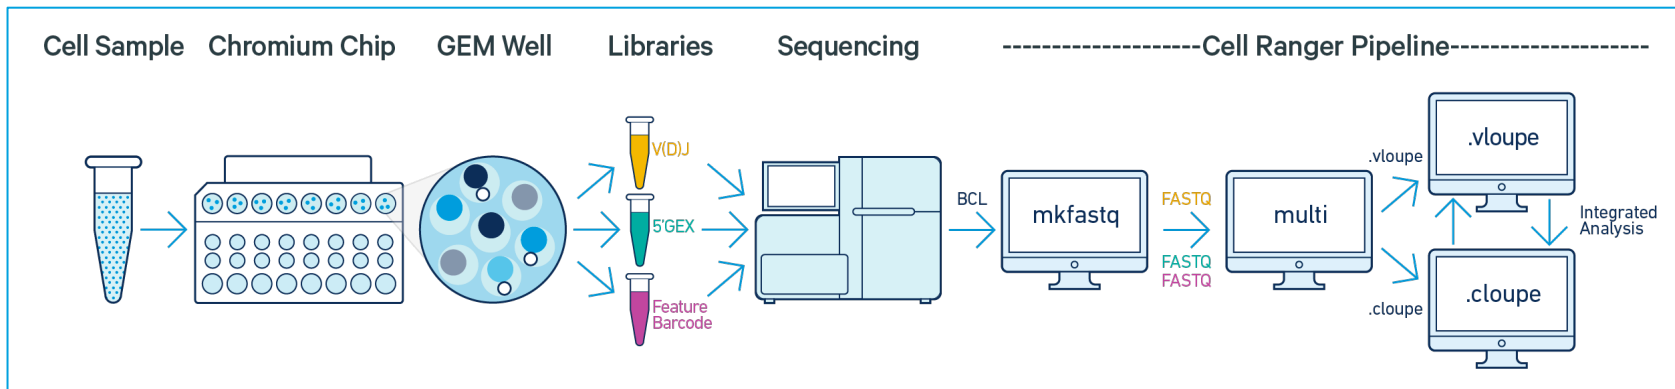 Cell Sample
Chromium Chip
GEM Well
Libraries
Sequencing
Cell Ranger Pipeline
V(D)J
5'GEX
Feature
Barcode
BCL
mkfastq
FASTQ
FASTQ
FASTQ
multi
.vloupe
.cloupe
.vloupe
.cloupe
Integrated
Analysis